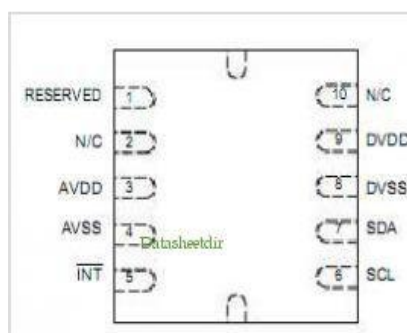 RESERVED 1 10 N/C
N/C 2 9 DVDD
AVDD 3 8 DVSS
AVSS 4 7 SDA
Datasheetdir
INT 5 6 SCL